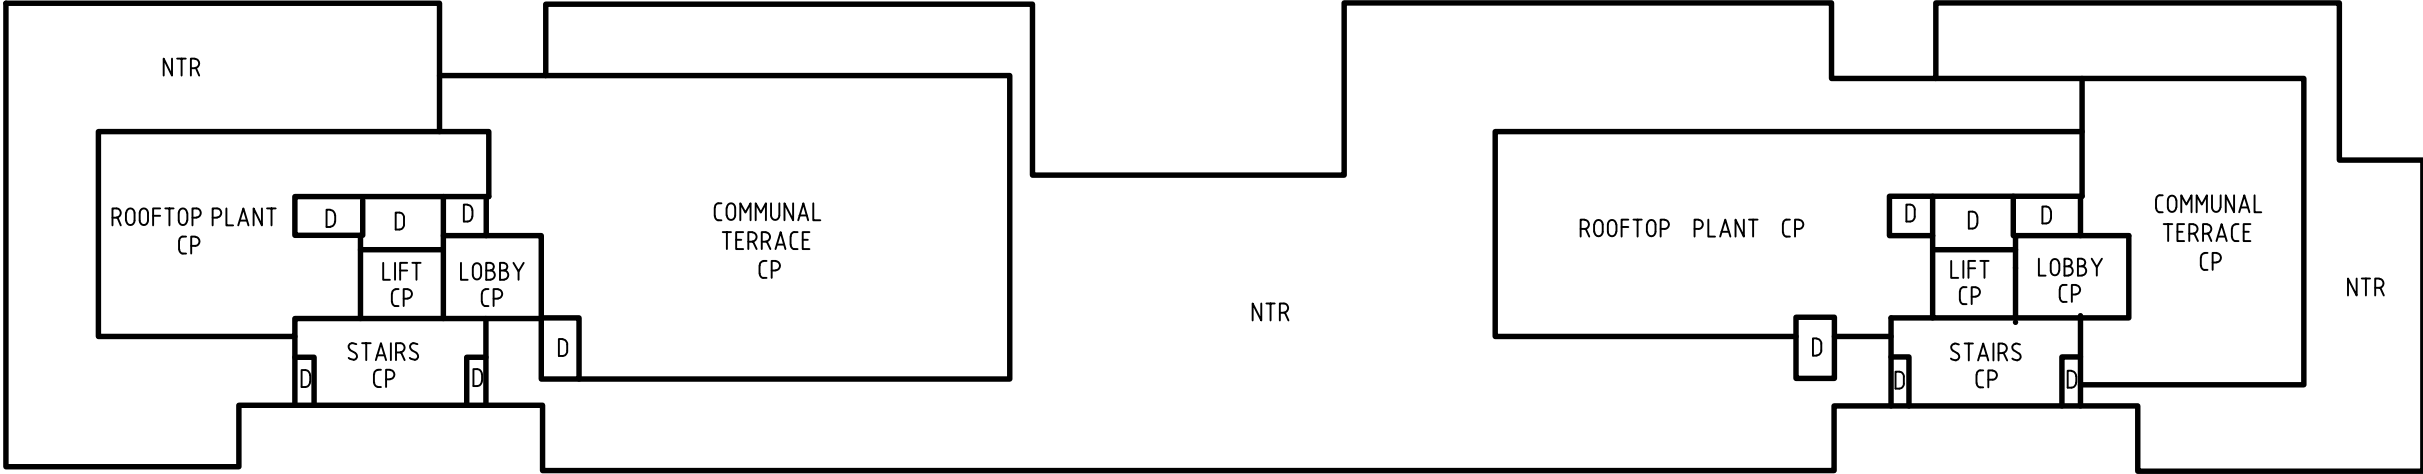 NTR
ROOFTOP PLANT
CP
D
D
D
LIFT
CP
LOBBY
CP
STAIRS
CP
D
D
D
COMMUNAL
TERRACE
CP
NTR
ROOFTOP PLANT CP
D
D
D
D
LIFT
CP
LOBBY
CP
STAIRS
CP
D
D
COMMUNAL
TERRACE
CP
NTR